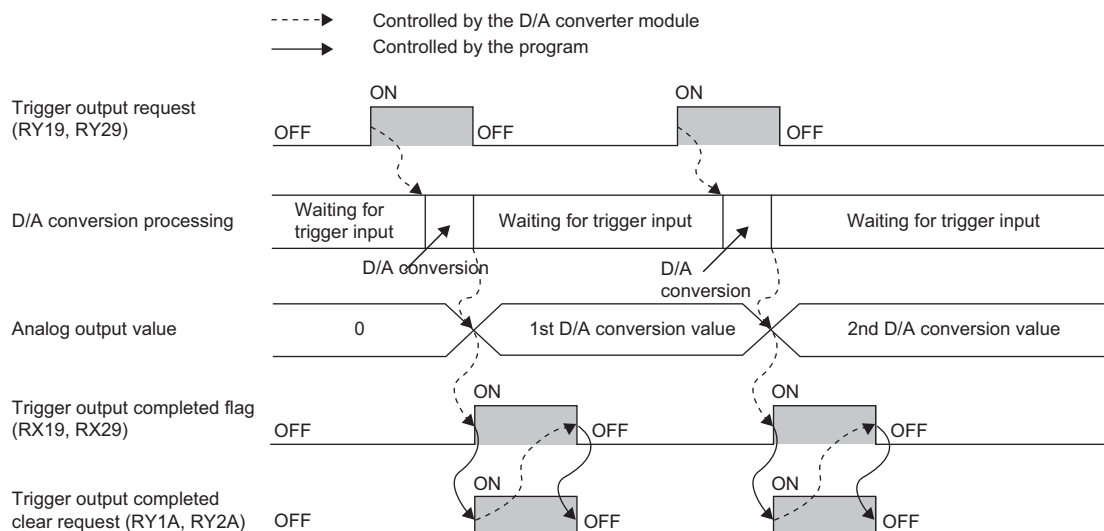 Controlled by the D/A converter module
Controlled by the program
Trigger output request
(RY19, RY29)
OFF
ON
OFF
ON
OFF
D/A conversion processing
Waiting for
trigger input
Waiting for trigger input
Waiting for trigger input
D/A conversion
D/A
conversion
Analog output value
0
1st D/A conversion value
2nd D/A conversion value
Trigger output completed flag
(RX19, RX29)
OFF
ON
OFF
ON
OFF
Trigger output completed
clear request (RY1A, RY2A)
OFF
ON
OFF
ON
OFF